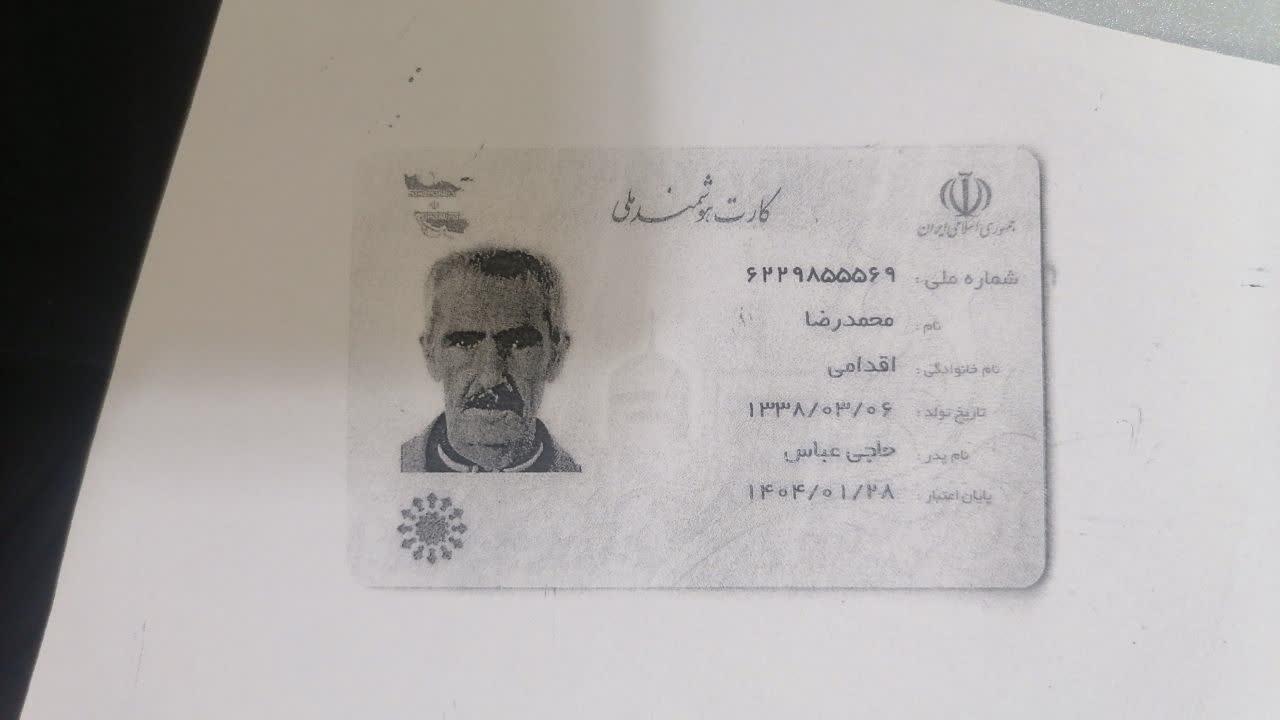 کارت هوشمند ملی
جمهوری اسلامی ایران
شماره ملی: ۶۲۲۹۸۵۵۵۶۹
نام: محمدرضا
نام خانوادگی: اقدامی
تاریخ تولد: ۱۳۳۸/۰۳/۰۶
نام پدر: حاجی عباس
پایان اعتبار: ۱۴۰۴/۰۱/۲۸